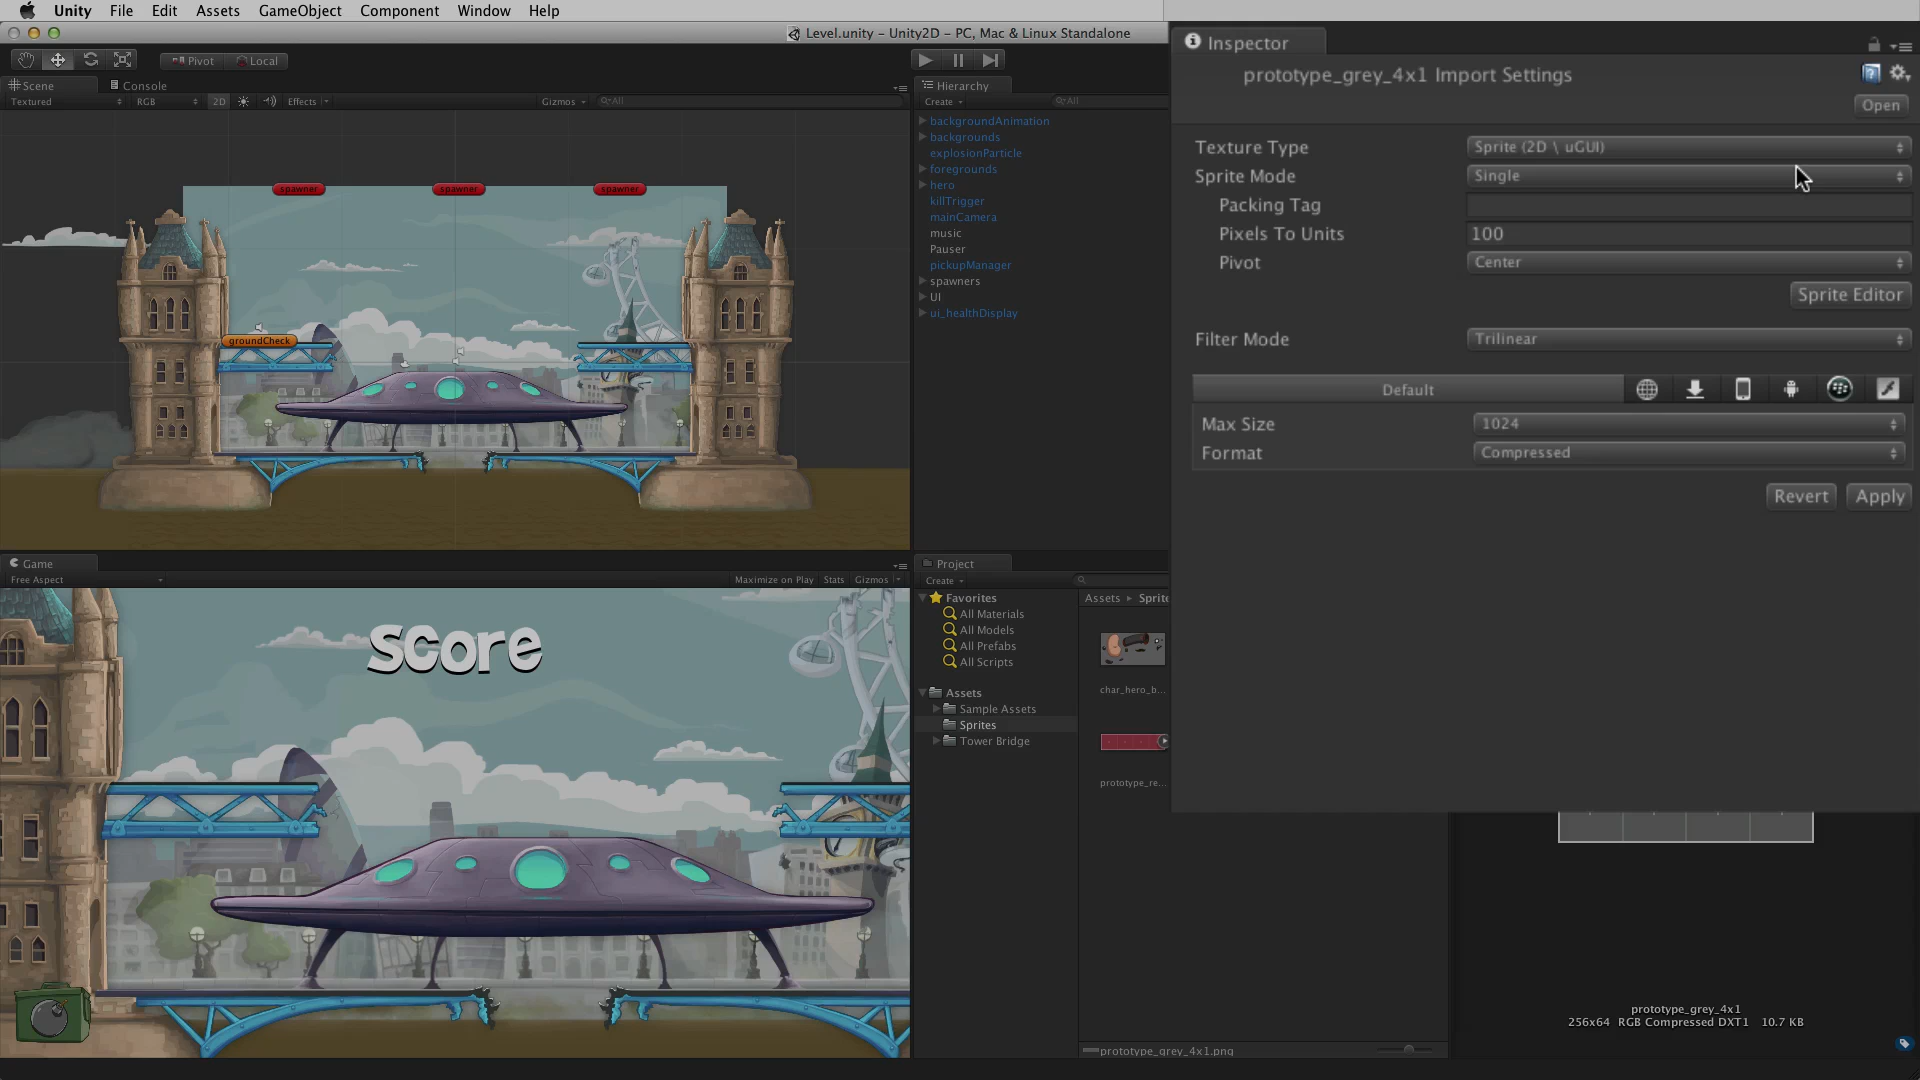 Unity File Edit Assets GameObject Component Window Help
Level.unity – Unity2D – PC, Mac & Linux Standalone
Pivot Local
Scene Console
Textured RGB 2D Effects Gizmos All
spawner spawner spawner
groundCheck
Hierarchy
Create All
backgroundAnimation
backgrounds
explosionParticle
foregrounds
hero
killTrigger
mainCamera
music
Pauser
pickupManager
spawners
UI
ui_healthDisplay
Inspector
prototype_grey_4x1 Import Settings
Open
Texture Type Sprite (2D \ uGUI)
Sprite Mode Single
Packing Tag
Pixels To Units 100
Pivot Center
Sprite Editor
Filter Mode Trilinear
Default
Max Size 1024
Format Compressed
Revert Apply
Game
Free Aspect Maximize on Play Stats Gizmos
score
Project
Create
Favorites
All Materials
All Models
All Prefabs
All Scripts
Assets
Sample Assets
Sprites
Tower Bridge
Assets Sprite
char_hero_b...
prototype_re...
prototype_grey_4x1.png
prototype_grey_4x1
256x64 RGB Compressed DXT1 10.7 KB